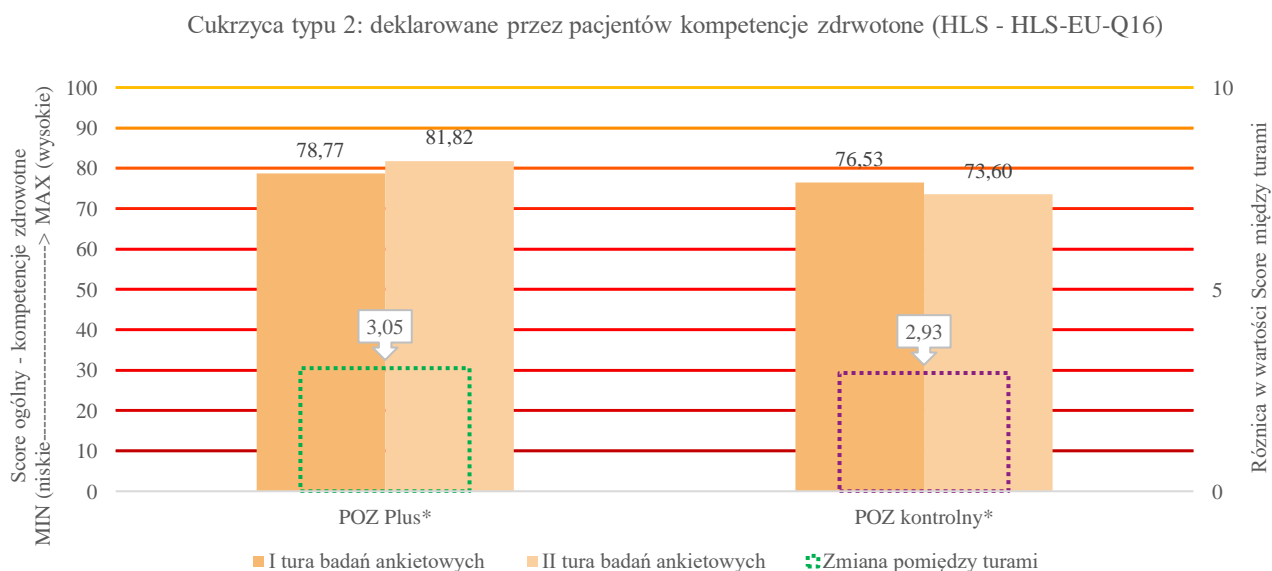 Cukrzyca typu 2: deklarowane przez pacjentów kompetencje zdrwotone (HLS - HLS-EU-Q16)
Score ogólny - kompetencje zdrowotne
MIN (niskie-----------------------------> MAX (wysokie)
100
90
80
70
60
50
40
30
20
10
0
78,77
81,82
3,05
76,53
73,60
2,93
10
5
0
Różnica w wartości Score między turami
POZ Plus*
POZ kontrolny*
I tura badań ankietowych
II tura badań ankietowych
Zmiana pomiędzy turami